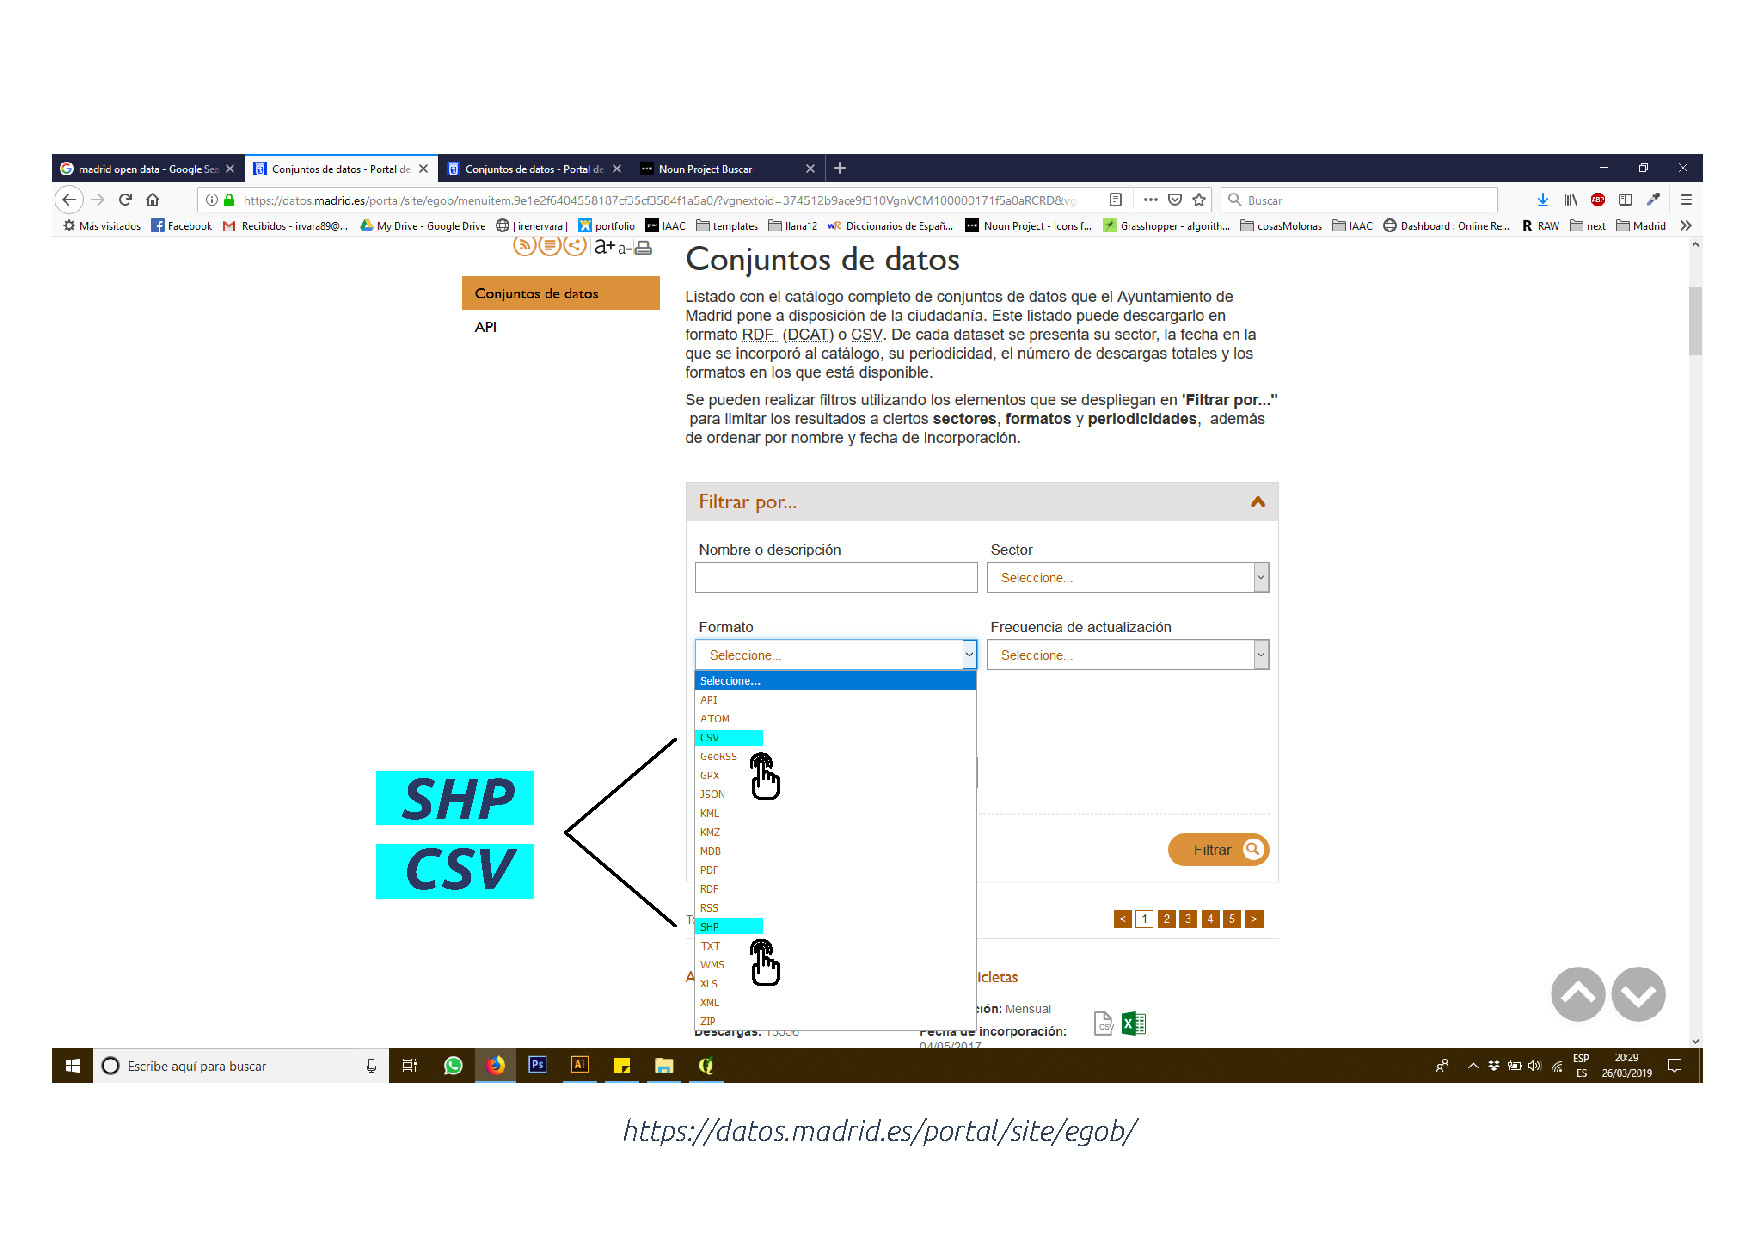 madrid open data - Google Sea
Conjuntos de datos - Portal de
Conjuntos de datos - Portal de
Noun Project Buscar
https://datos.madrid.es/portal/site/egob/menuitem.
Buscar
Más visitados
Facebook
Recibidos - irvara89@...
My Drive - Google Drive
| irenervara |
portfolio
IAAC
templates
llana12
Diccionarios de Españ...
Noun Project - Icons f...
Grasshopper - algorith...
cosasMolonas
IAAC
Dashboard : Online Re...
R RAW
next
Madrid
a+ a-
Conjuntos de datos
API
Conjuntos de datos
Listado con el catálogo completo de conjuntos de datos que el Ayuntamiento de
Madrid pone a disposición de la ciudadanía. Este listado puede descargarlo en
formato RDF (DCAT) o CSV. De cada dataset se presenta su sector, la fecha en la
que se incorporó al catálogo, su periodicidad, el número de descargas totales y los
formatos en los que está disponible.
Se pueden realizar filtros utilizando los elementos que se despliegan en 'Filtrar por..."
para limitar los resultados a ciertos sectores, formatos y periodicidades, además
de ordenar por nombre y fecha de incorporación.
Filtrar por...
Nombre o descripción
Sector
Seleccione...
Formato
Frecuencia de actualización
Seleccione...
Seleccione...
Seleccione...
API
ATOM
CSV
GeoRSS
GPX
JSON
KML
KMZ
MDB
PDF
RDF
RSS
SHP
TXT
WMS
XLS
XML
ZIP
SHP
CSV
Filtrar
< 1 2 3 4 5 >
icletas
ión: Mensual
Descargas:
Fecha de incorporación:
04/05/2017
CSV
Escribe aquí para buscar
Ps
Ai
ESP
ES
20:29
26/03/2019
https://datos.madrid.es/portal/site/egob/